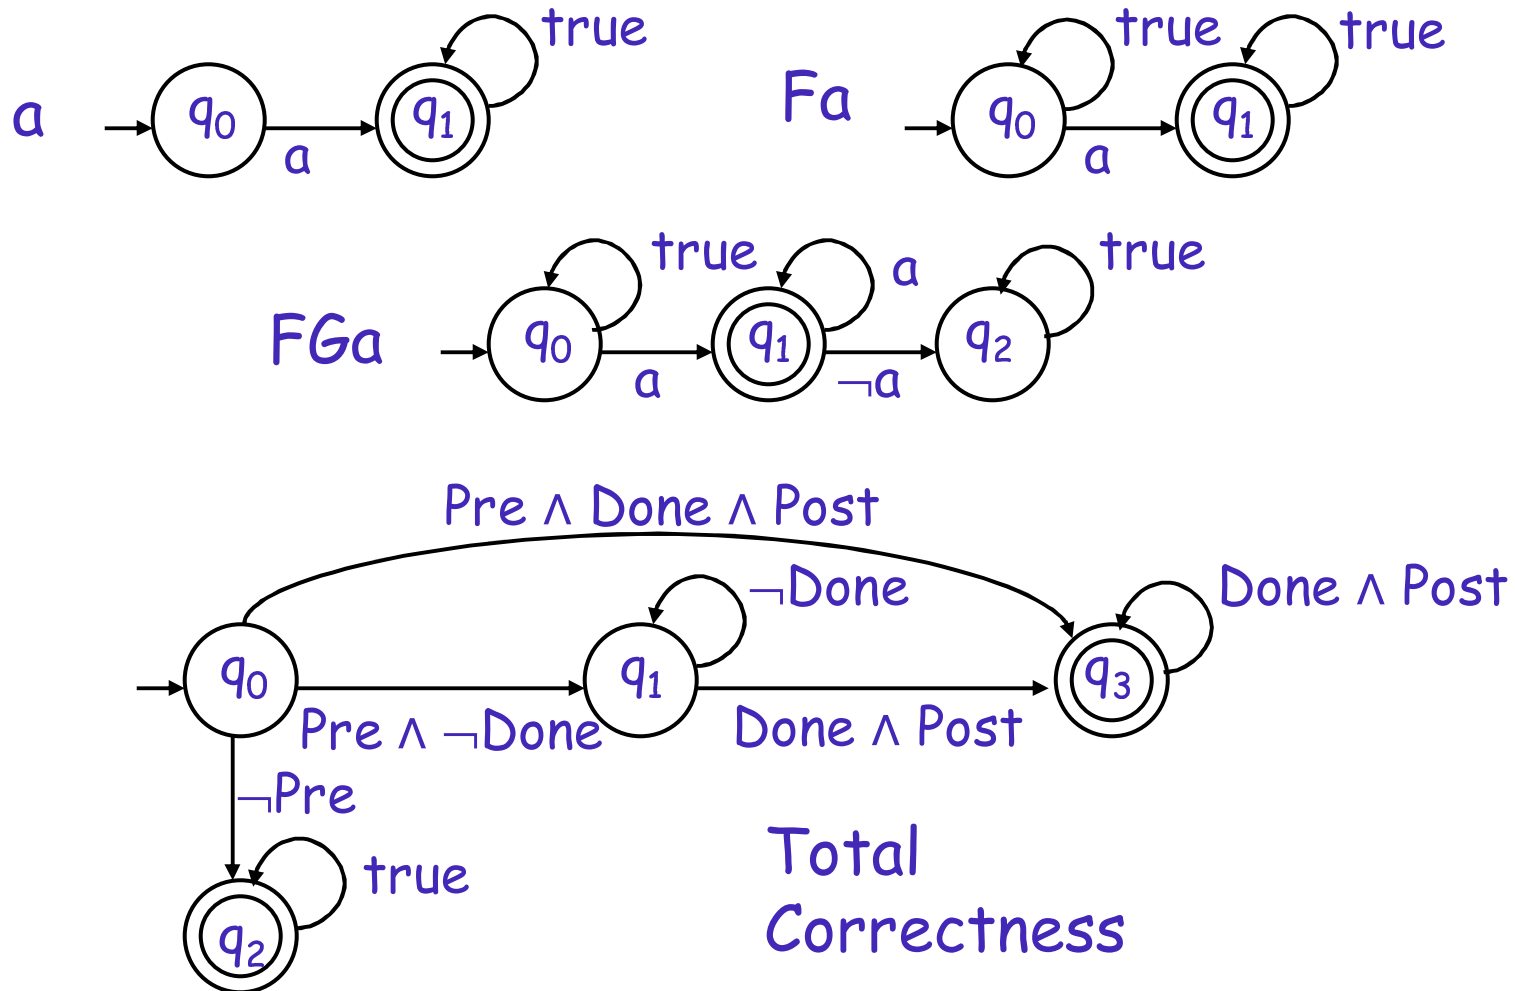 true
true
true
a
q0
q1
Fa
q0
q1
a
a
true
a
true
FGa
q0
q1
q2
a
¬a
Pre ∧ Done ∧ Post
¬Done
Done ∧ Post
q0
q1
q3
Pre ∧ ¬Done
Done ∧ Post
¬Pre
true
q2
Total
Correctness